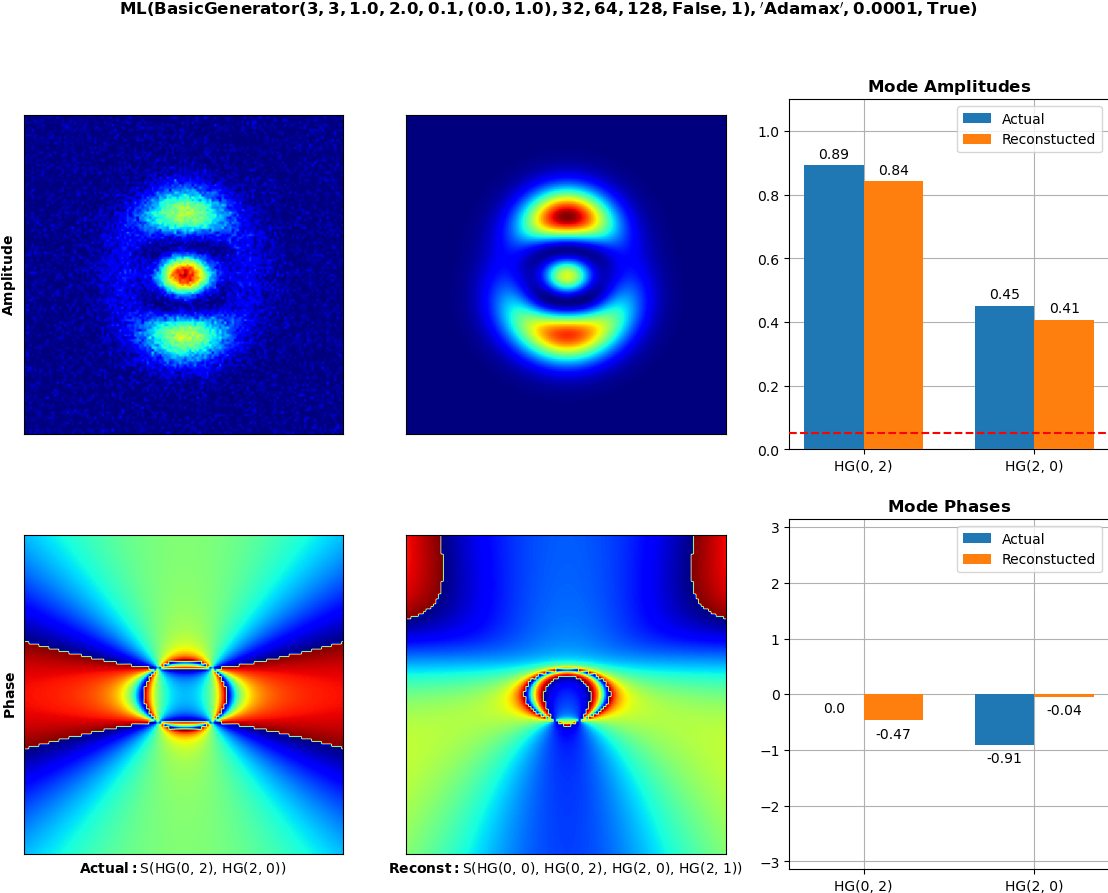 ML(BasicGenerator(3, 3, 1.0, 2.0, 0.1, (0.0, 1.0), 32, 64, 128, False, 1), ′Adamax′, 0.0001, True)
Amplitude
Mode Amplitudes
Actual
Reconstucted
1.0
0.8
0.6
0.4
0.2
0.0
0.89
0.84
0.45
0.41
HG(0, 2)
HG(2, 0)
Phase
Actual: S(HG(0, 2), HG(2, 0))
Reconst: S(HG(0, 0), HG(0, 2), HG(2, 0), HG(2, 1))
Mode Phases
Actual
Reconstucted
3
2
1
0
−1
−2
−3
0.0
-0.47
-0.91
-0.04
HG(0, 2)
HG(2, 0)